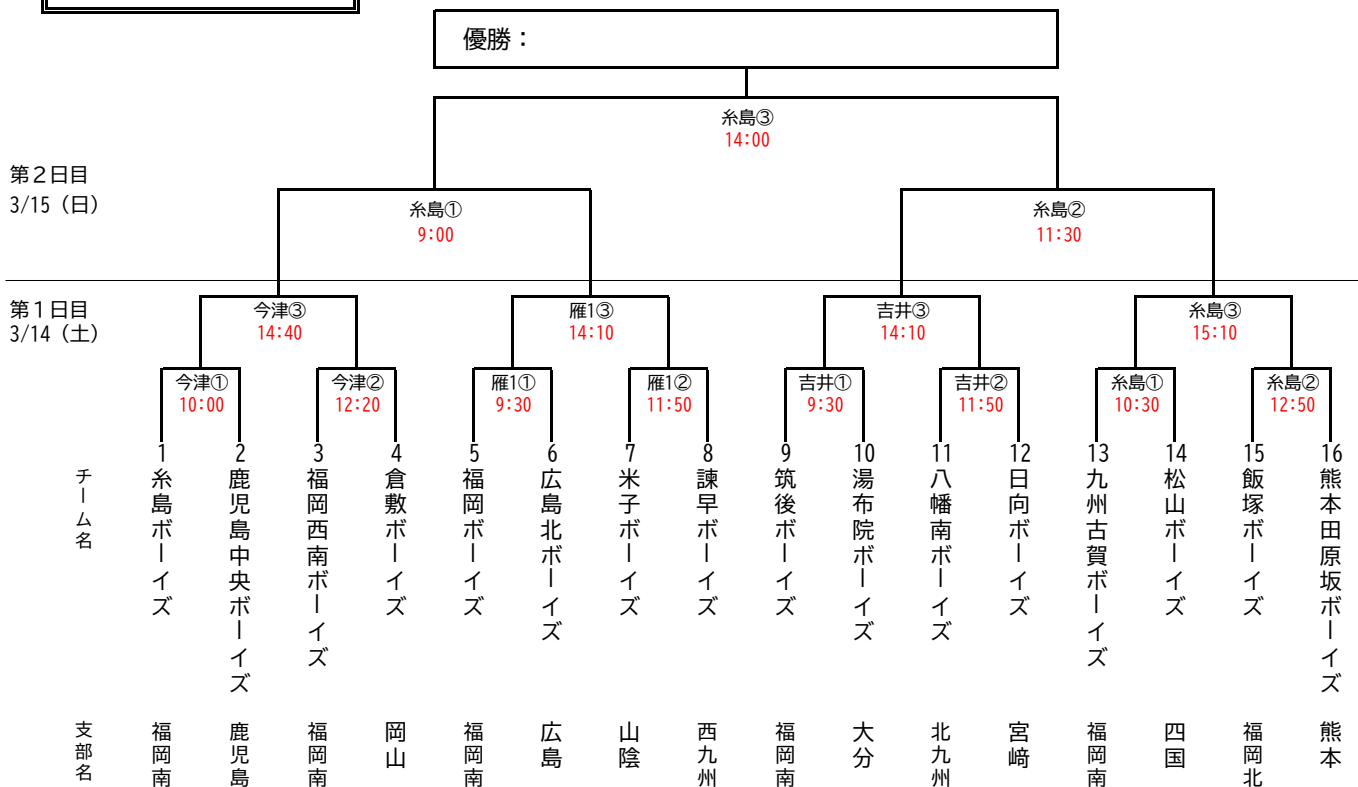 優勝：
糸島③
14:00
第２日目
3/15（日）
糸島①
9:00
糸島②
11:30
第１日目
3/14（土）
今津③
14:40
雁1③
14:10
吉井③
14:10
糸島③
15:10
今津①
10:00
今津②
12:20
雁1①
9:30
雁1②
11:50
吉井①
9:30
吉井②
11:50
糸島①
10:30
糸島②
12:50
1 2 3 4 5 6 7 8 9 10 11 12 13 14 15 16
チーム名
糸島ボーイズ
鹿児島中央ボーイズ
福岡西南ボーイズ
倉敷ボーイズ
福岡ボーイズ
広島北ボーイズ
米子ボーイズ
諫早ボーイズ
筑後ボーイズ
湯布院ボーイズ
八幡南ボーイズ
日向ボーイズ
九州古賀ボーイズ
松山ボーイズ
飯塚ボーイズ
熊本田原坂ボーイズ
支部名
福岡南
鹿児島
福岡南
岡山
福岡南
広島
山陰
西九州
福岡南
大分
北九州
宮﨑
福岡南
四国
福岡北
熊本